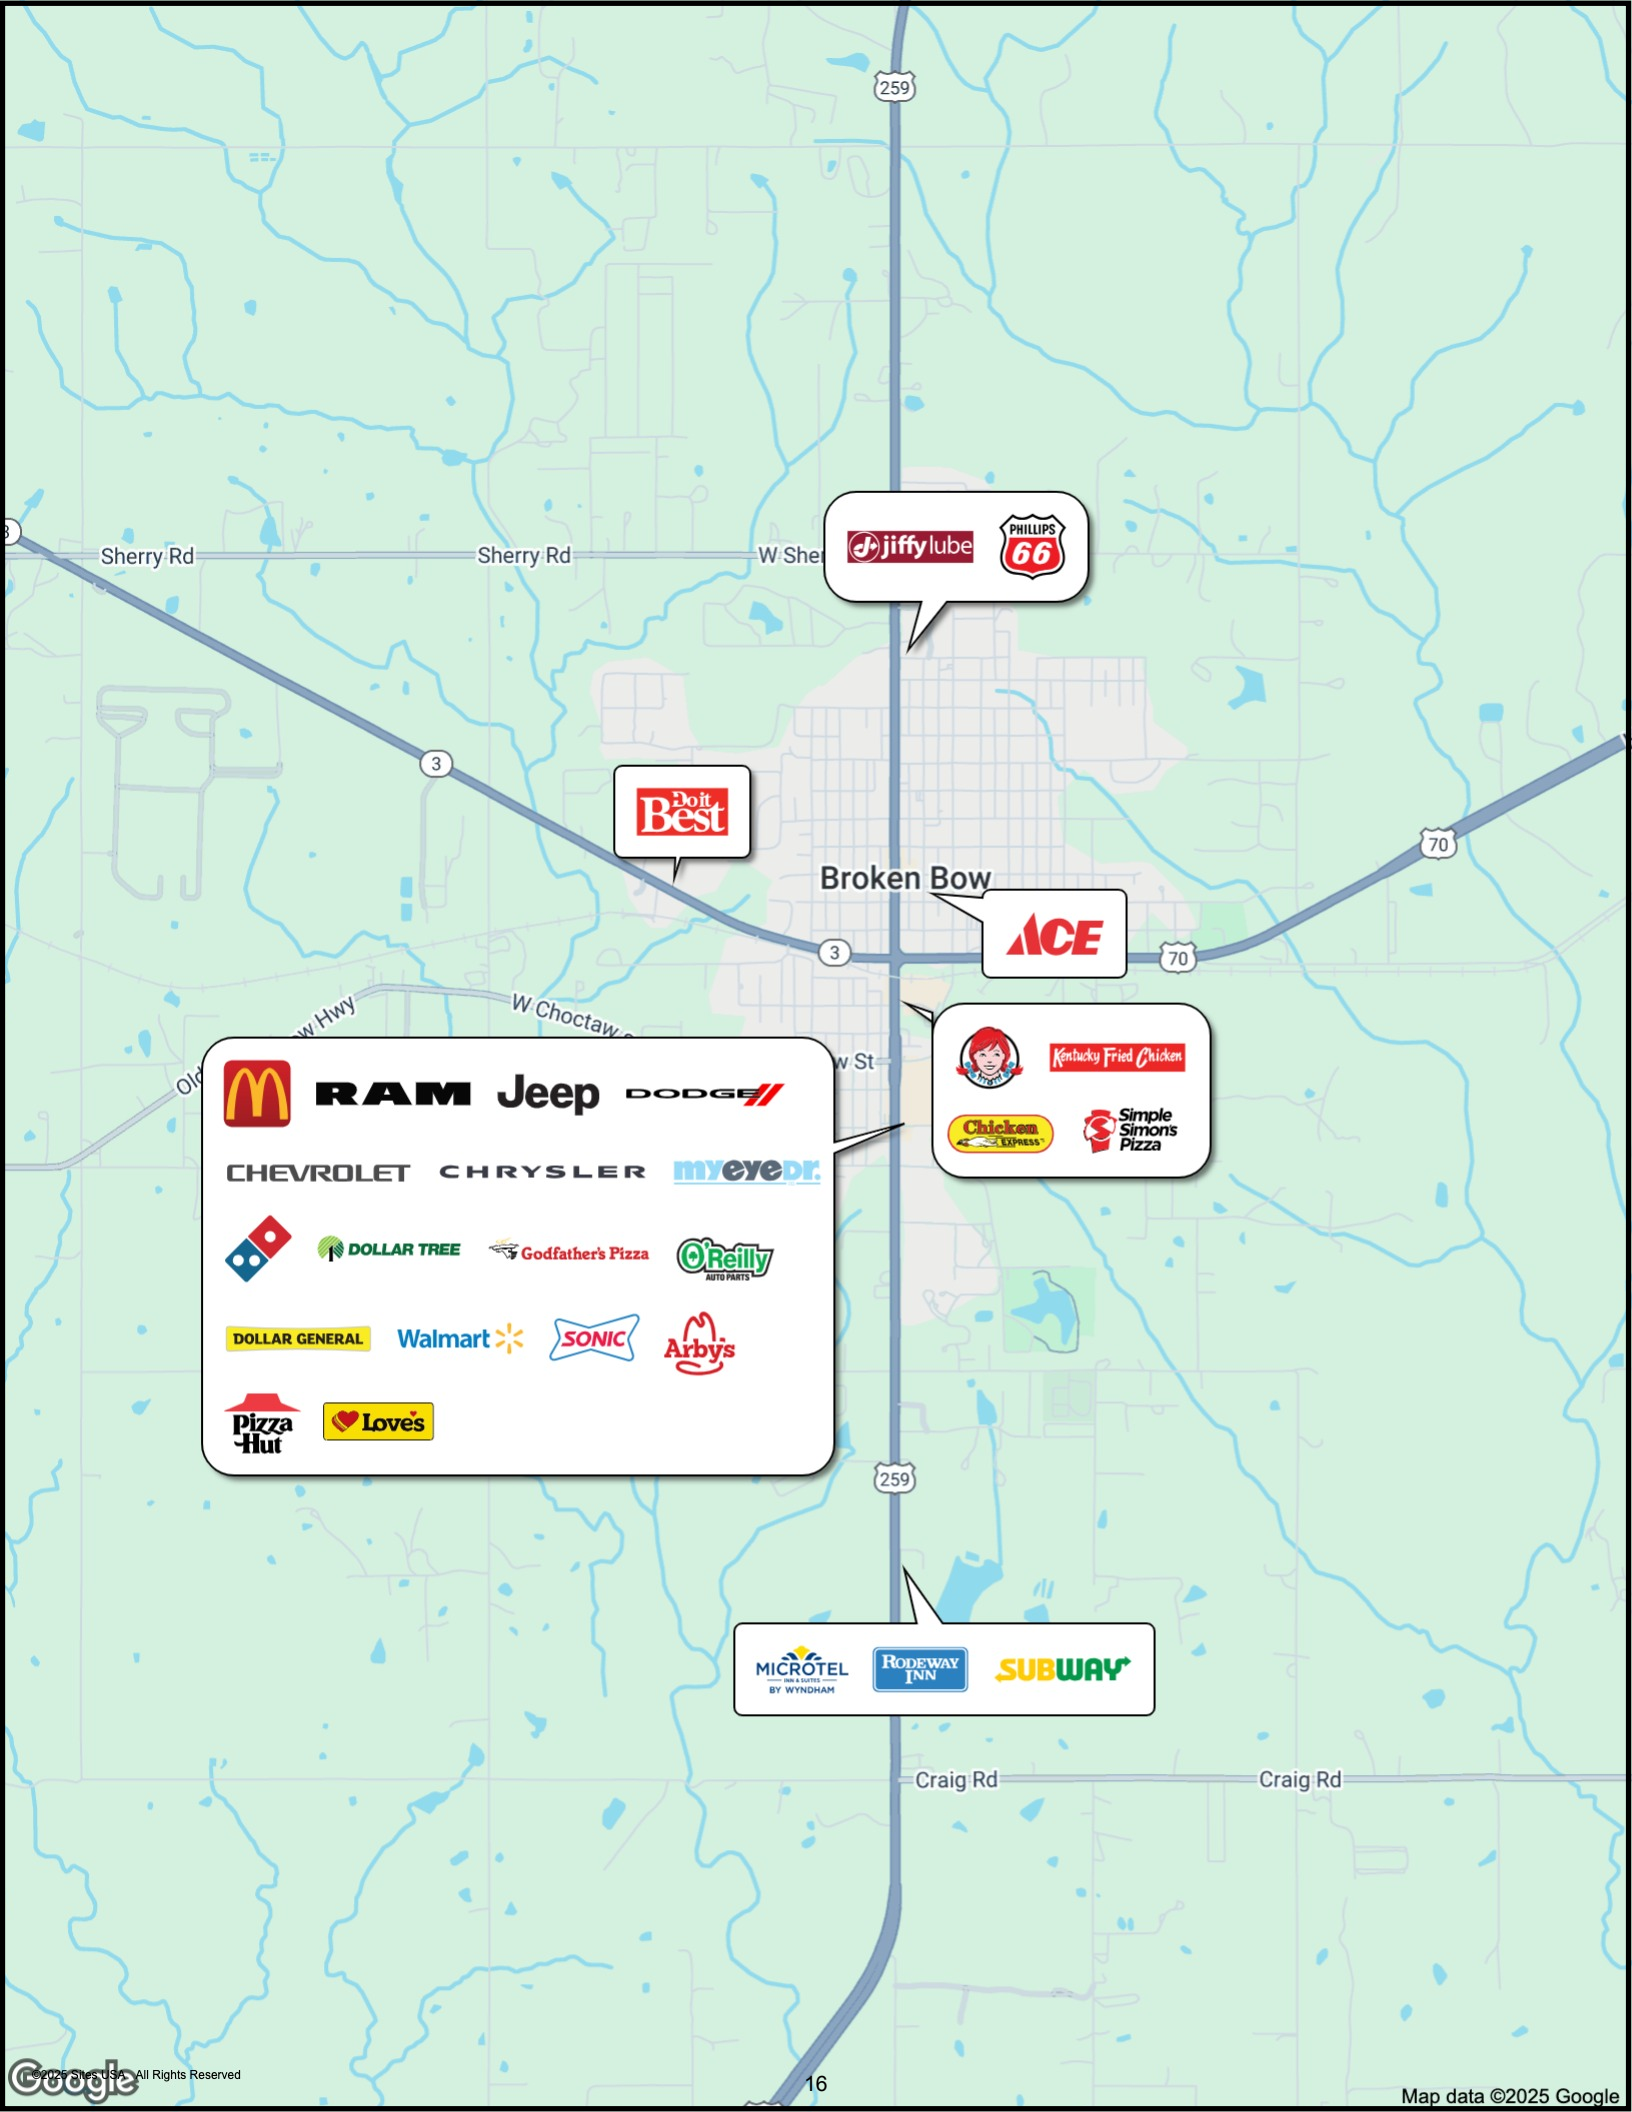 259
3
Sherry Rd
Sherry Rd
W Sher
jiffy lube
PHILLIPS
66
3
Do it
Best
70
Broken Bow
ACE
3
70
W Choctaw
w Hwy
Old
w St
Kentucky Fried Chicken
Chicken
EXPRESS
Simple
Simon's
Pizza
RAM
Jeep
DODGE
CHEVROLET
CHRYSLER
myeyedr.
DOLLAR TREE
Godfather's Pizza
O'Reilly
AUTO PARTS
DOLLAR GENERAL
Walmart
SONIC
Arby's
Pizza
Hut
Love's
259
MICROTEL
INN & SUITES
BY WYNDHAM
RODEWAY
INN
SUBWAY
Craig Rd
Craig Rd
Google
©2025 Sites USA. All Rights Reserved
16
Map data ©2025 Google